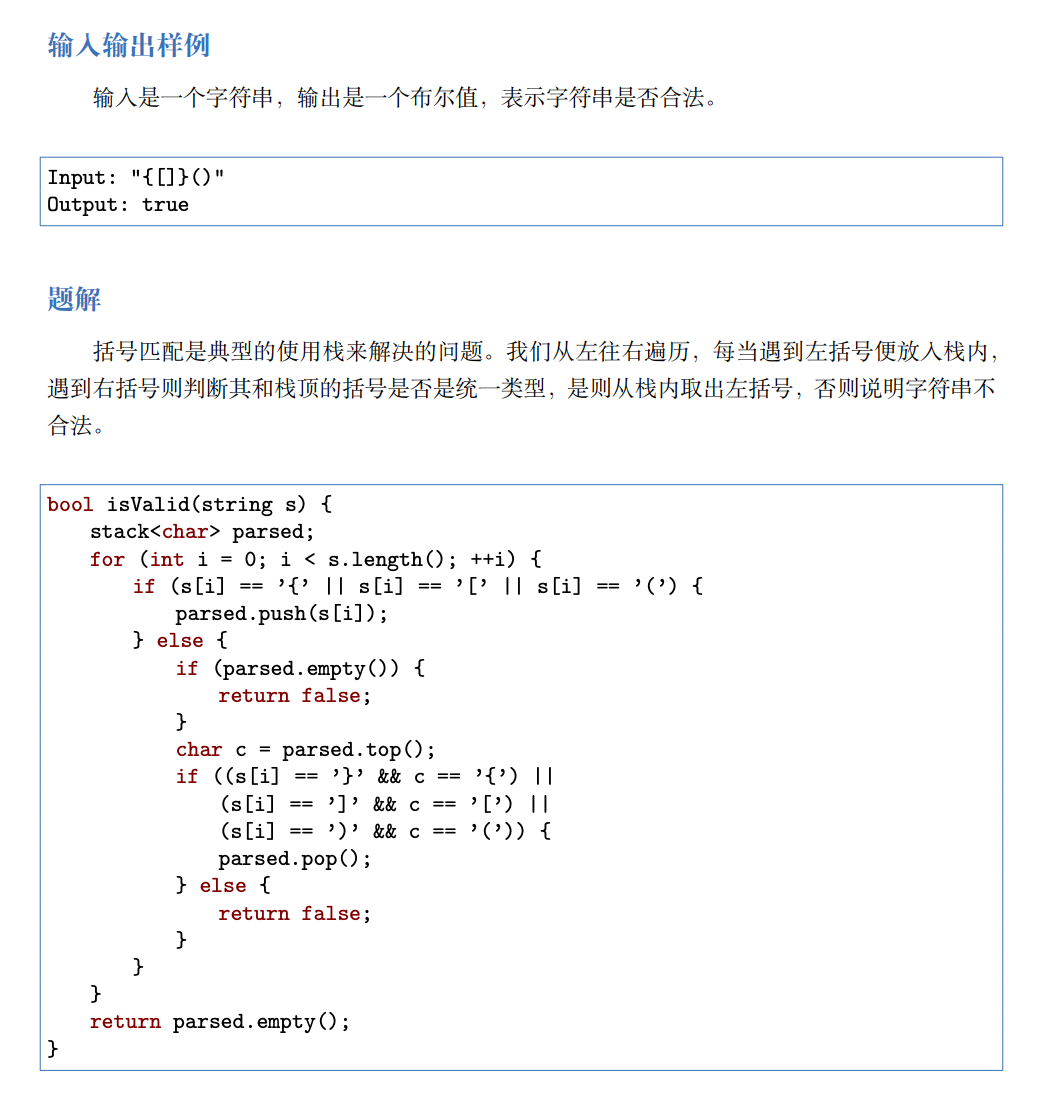 输入输出样例
输入是一个字符串，输出是一个布尔值，表示字符串是否合法。
Input: "{[]}()"
Output: true
题解
括号匹配是典型的使用栈来解决的问题。我们从左往右遍历，每当遇到左括号便放入栈内，
遇到右括号则判断其和栈顶的括号是否是统一类型，是则从栈内取出左括号，否则说明字符串不
合法。
bool isValid(string s) {
    stack<char> parsed;
    for (int i = 0; i < s.length(); ++i) {
        if (s[i] == ’{’ || s[i] == ’[’ || s[i] == ’(’) {
            parsed.push(s[i]);
        } else {
            if (parsed.empty()) {
                return false;
            }
            char c = parsed.top();
            if ((s[i] == ’}’ && c == ’{’) ||
                (s[i] == ’]’ && c == ’[’) ||
                (s[i] == ’)’ && c == ’(’)) {
                parsed.pop();
            } else {
                return false;
            }
        }
    }
    return parsed.empty();
}